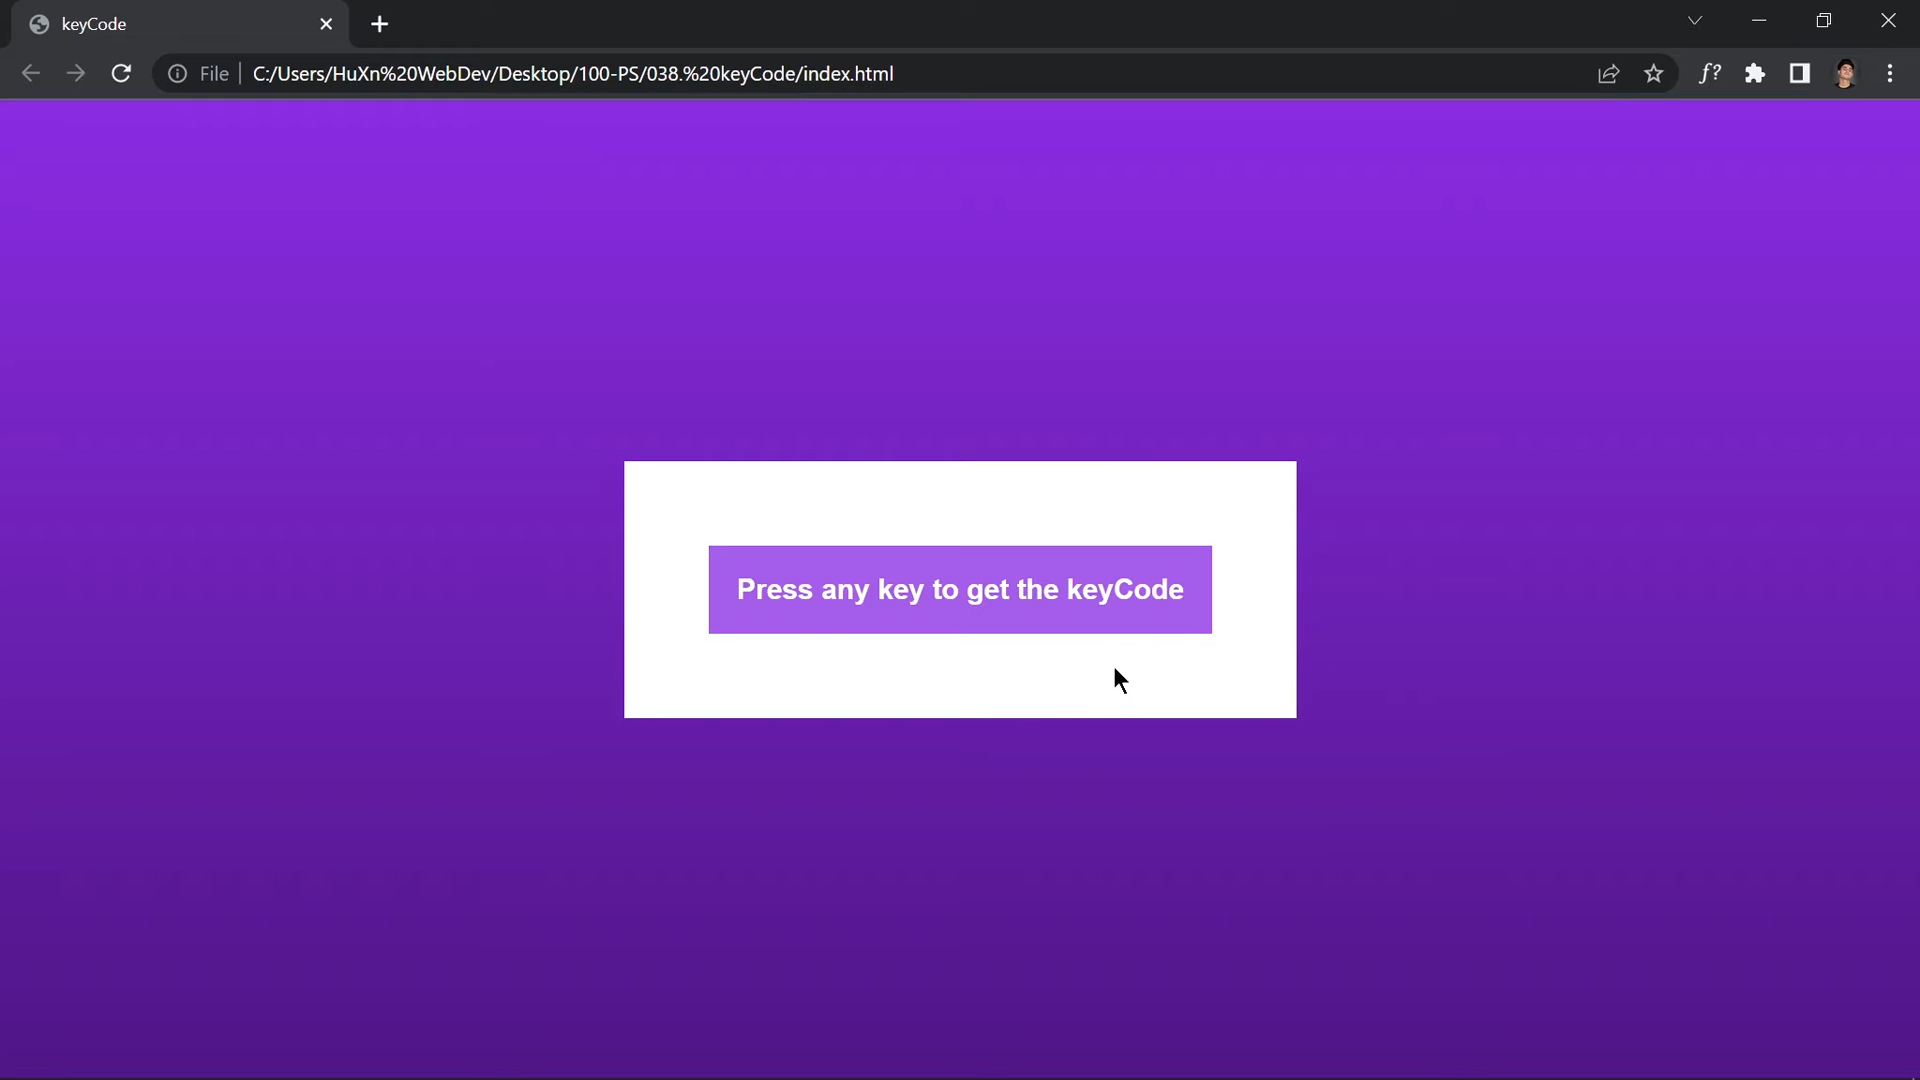 keyCode
File
C:/Users/HuXn%20WebDev/Desktop/100-PS/038.%20keyCode/index.html
f?
Press any key to get the keyCode